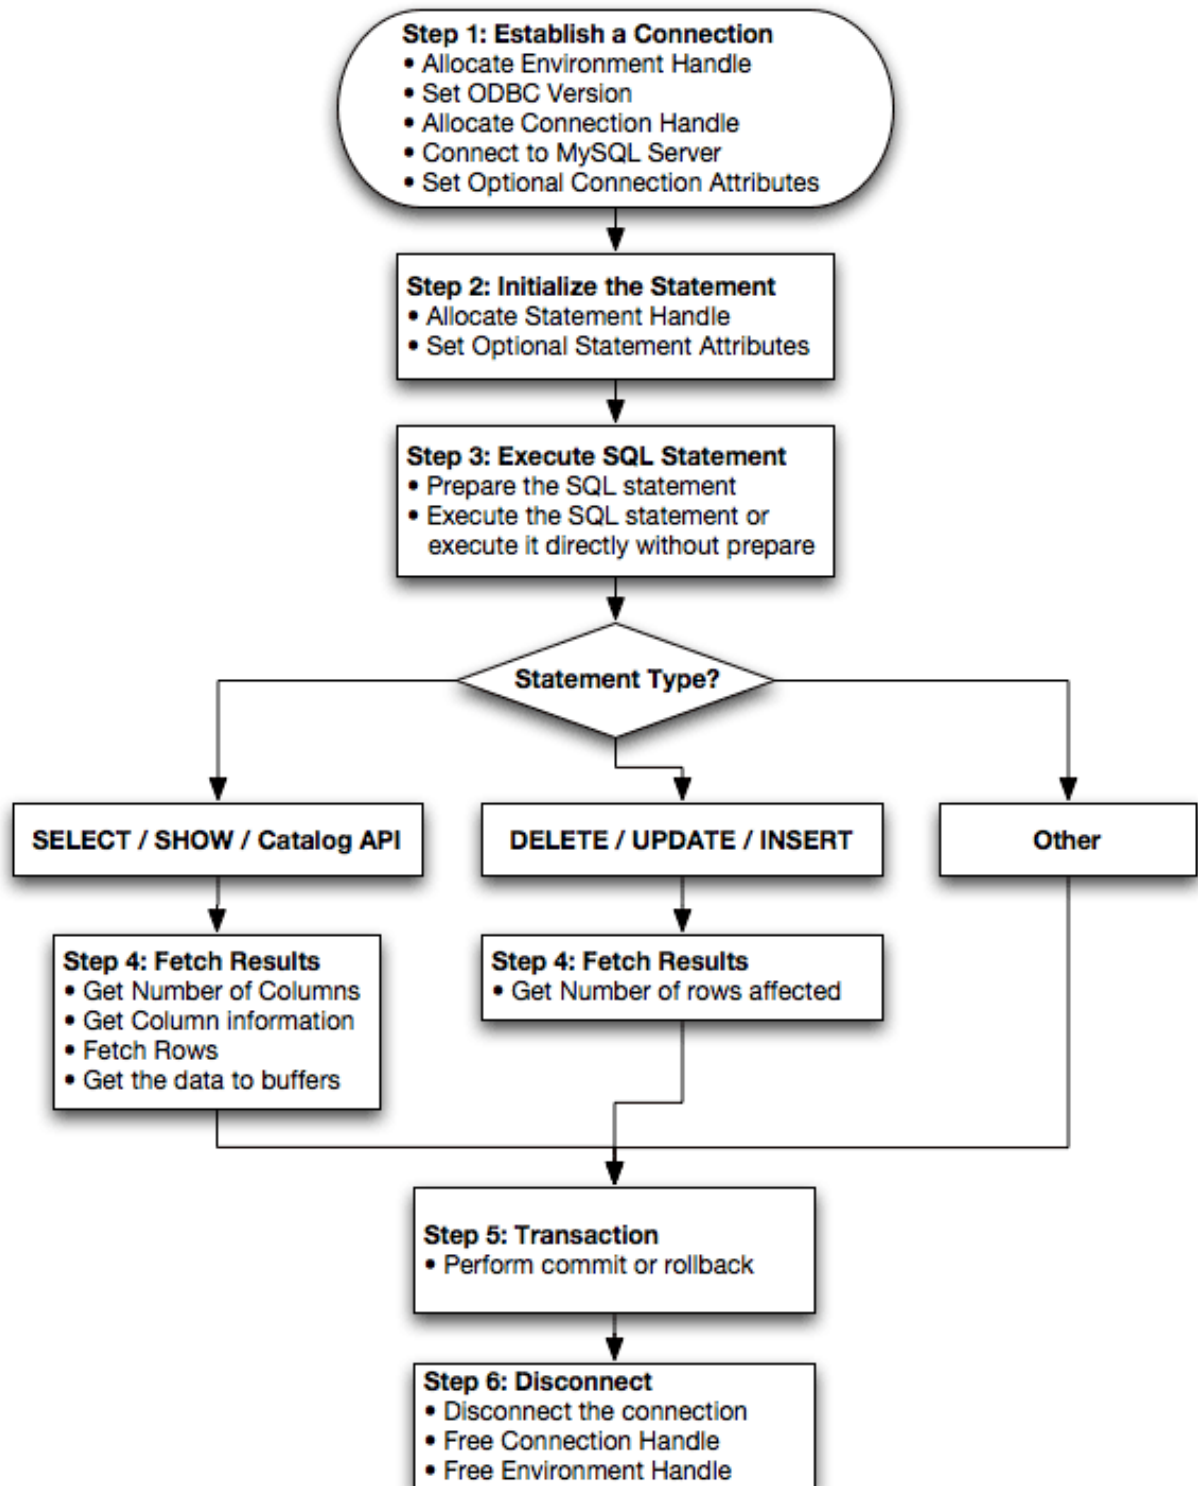 Step 1: Establish a Connection
• Allocate Environment Handle
• Set ODBC Version
• Allocate Connection Handle
• Connect to MySQL Server
• Set Optional Connection Attributes
Step 2: Initialize the Statement
• Allocate Statement Handle
• Set Optional Statement Attributes
Step 3: Execute SQL Statement
• Prepare the SQL statement
• Execute the SQL statement or
execute it directly without prepare
Statement Type?
SELECT / SHOW / Catalog API
DELETE / UPDATE / INSERT
Other
Step 4: Fetch Results
• Get Number of Columns
• Get Column information
• Fetch Rows
• Get the data to buffers
Step 4: Fetch Results
• Get Number of rows affected
Step 5: Transaction
• Perform commit or rollback
Step 6: Disconnect
• Disconnect the connection
• Free Connection Handle
• Free Environment Handle